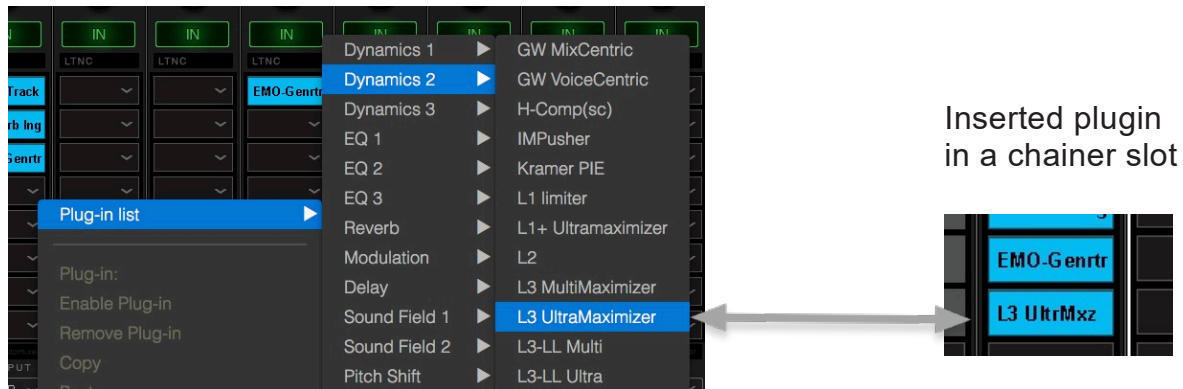 IN
IN
IN
IN
IN
IN
LTNC
LTNC
LTNC
Track
EMO-Genrtr
rb Ing
Genrtr
Plug-in list
Plug-in:
Enable Plug-in
Remove Plug-in
Copy
PUT
Dynamics 1
Dynamics 2
Dynamics 3
EQ 1
EQ 2
EQ 3
Reverb
Modulation
Delay
Sound Field 1
Sound Field 2
Pitch Shift
GW MixCentric
GW VoiceCentric
H-Comp(sc)
IMPusher
Kramer PIE
L1 limiter
L1+ Ultramaximizer
L2
L3 MultiMaximizer
L3 UltraMaximizer
L3-LL Multi
L3-LL Ultra
Inserted plugin
in a chainer slot
EMO-Genrtr
L3 UltrMxz